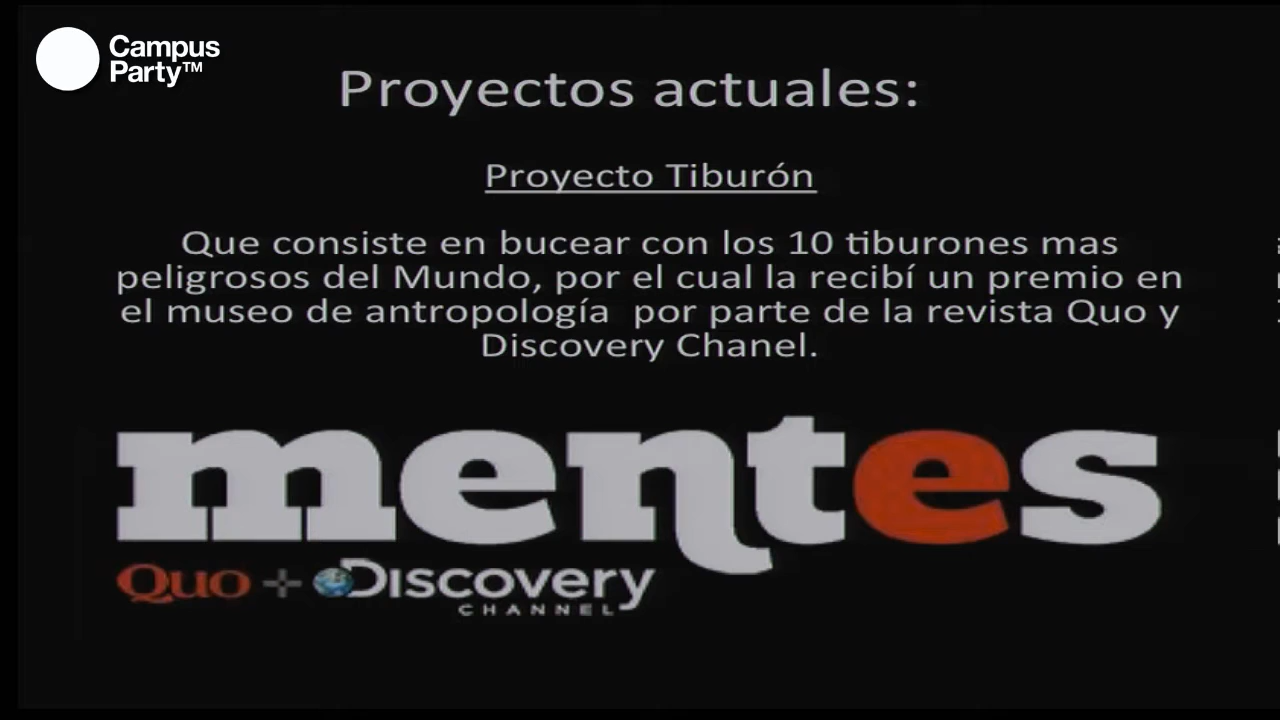 Campus
Party™
Proyectos actuales:
Proyecto Tiburón
Que consiste en bucear con los 10 tiburones mas
peligrosos del Mundo, por el cual la recibí un premio en
el museo de antropología por parte de la revista Quo y
Discovery Chanel.
mentes
Quo + Discovery
CHANNEL